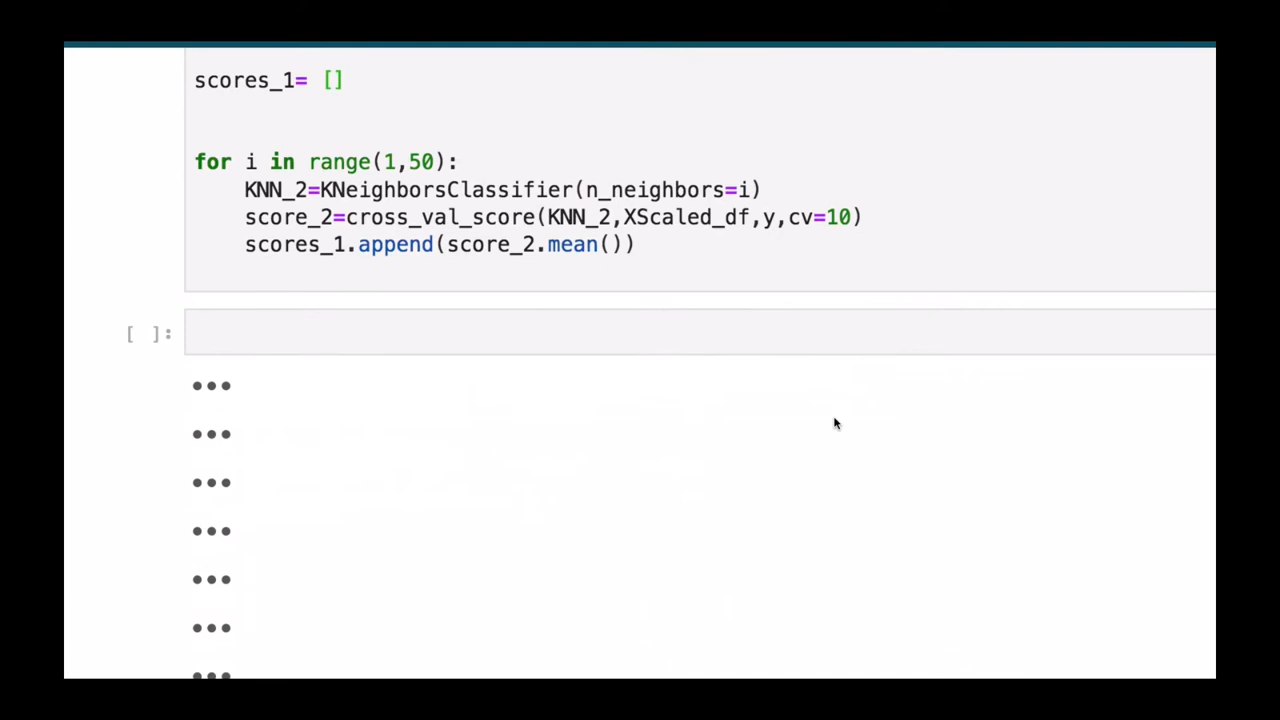 scores_1= []
for i in range(1,50):
KNN_2=KNeighborsClassifier(n_neighbors=i)
score_2=cross_val_score(KNN_2,XScaled_df,y,cv=10)
scores_1.append(score_2.mean())
[ ]:
•••
•••
•••
•••
•••
•••
•••